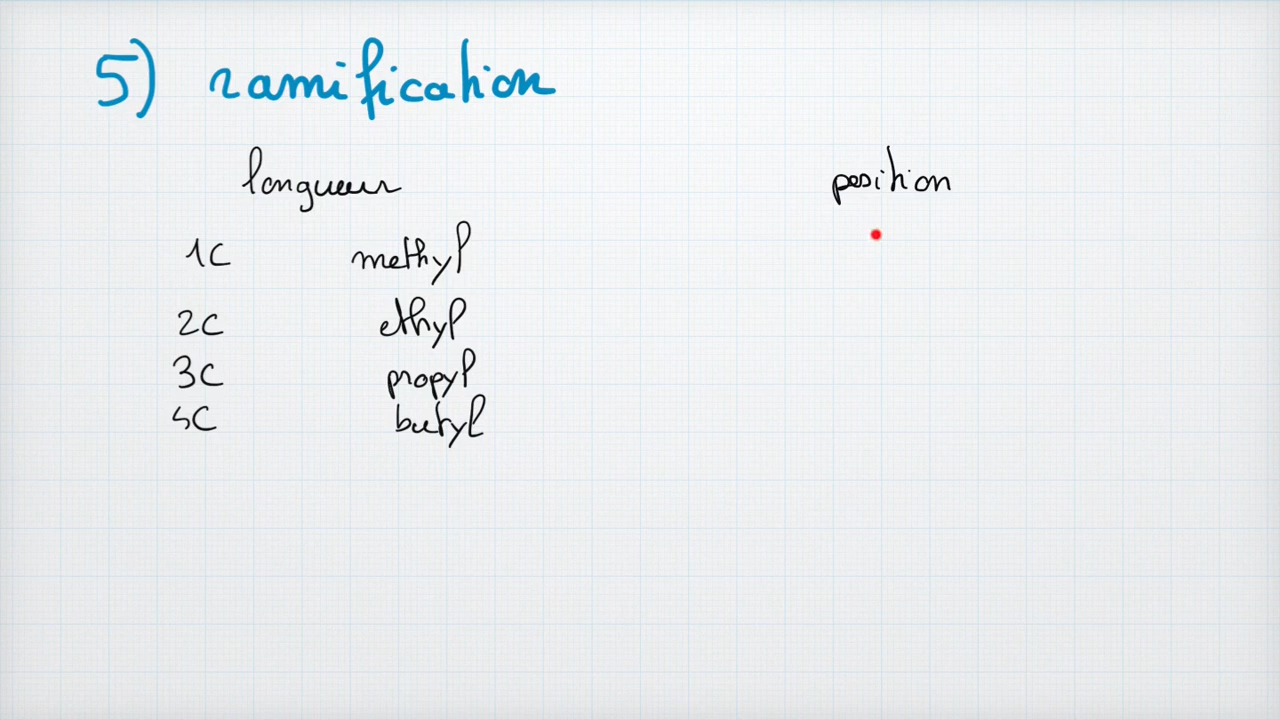 5) ramification
longueur position
1C methyl
2C ethyl
3C propyl
4C butyl